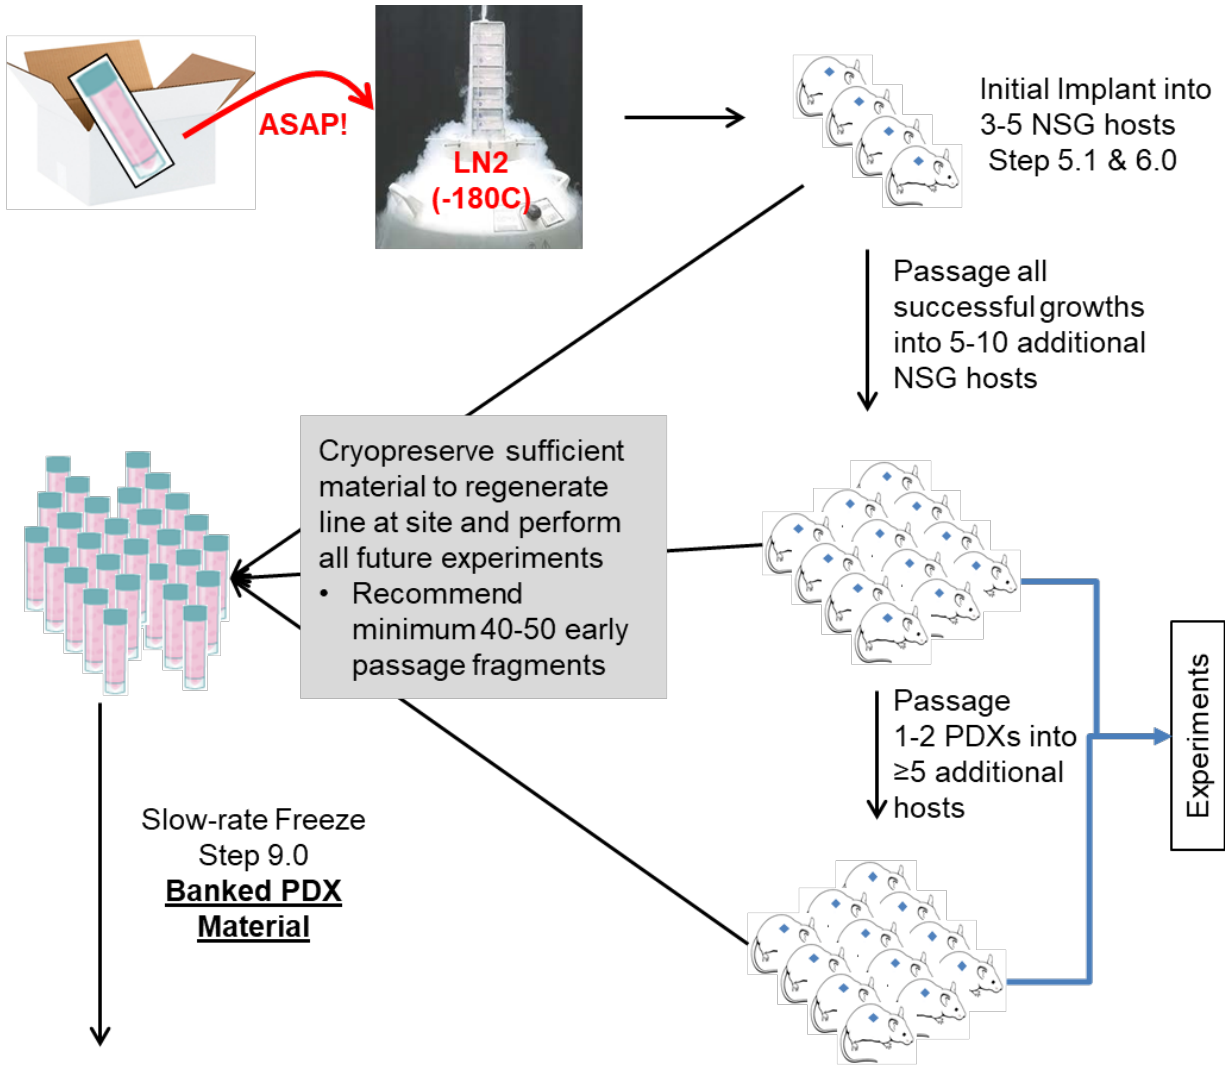 ASAP!
LN2
(-180C)
Initial Implant into
3-5 NSG hosts
Step 5.1 & 6.0
Passage all
successful growths
into 5-10 additional
NSG hosts
Cryopreserve sufficient
material to regenerate
line at site and perform
all future experiments
• Recommend
minimum 40-50 early
passage fragments
Passage
1-2 PDXs into
≥5 additional
hosts
Experiments
Slow-rate Freeze
Step 9.0
Banked PDX
Material